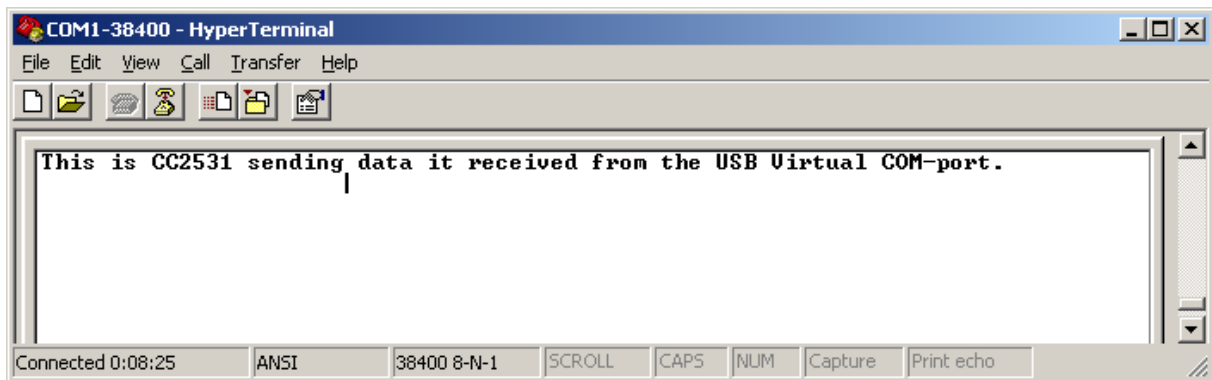 COM1-38400 - HyperTerminal
File Edit View Call Transfer Help
This is CC2531 sending data it received from the USB Virtual COM-port.
Connected 0:08:25 ANSI 38400 8-N-1 SCROLL CAPS NUM Capture Print echo